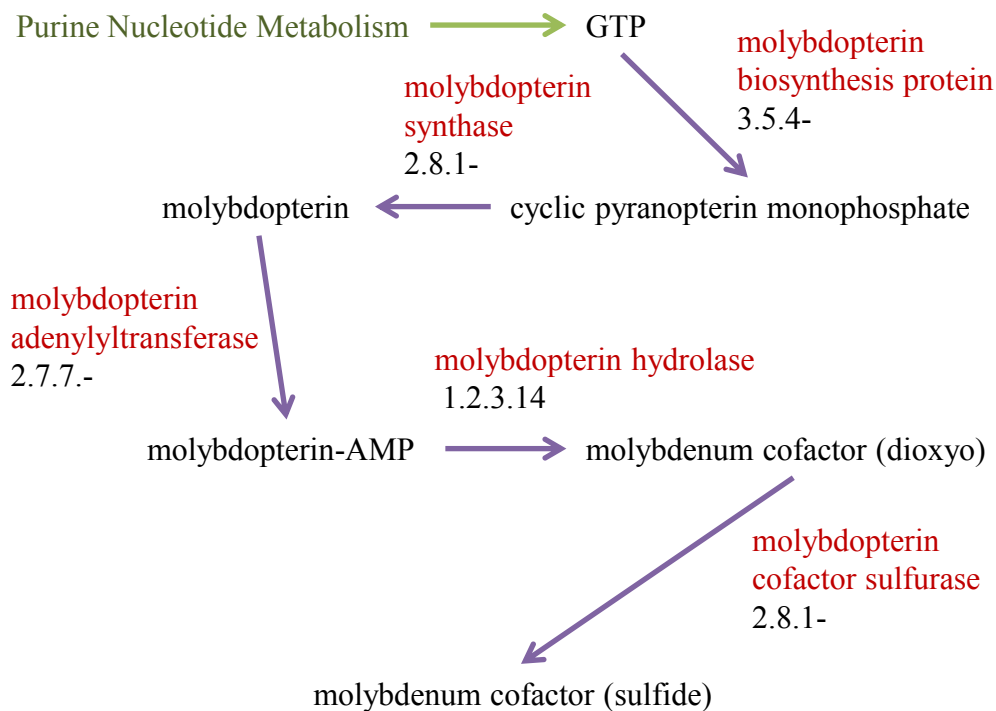 Purine Nucleotide Metabolism
GTP
molybdopterin
biosynthesis protein
3.5.4-
molybdopterin
synthase
2.8.1-
molybdopterin
cyclic pyranopterin monophosphate
molybdopterin
adenylyltransferase
2.7.7.-
molybdopterin hydrolase
1.2.3.14
molybdopterin-AMP
molybdenum cofactor (dioxyo)
molybdopterin
cofactor sulfurase
2.8.1-
molybdenum cofactor (sulfide)